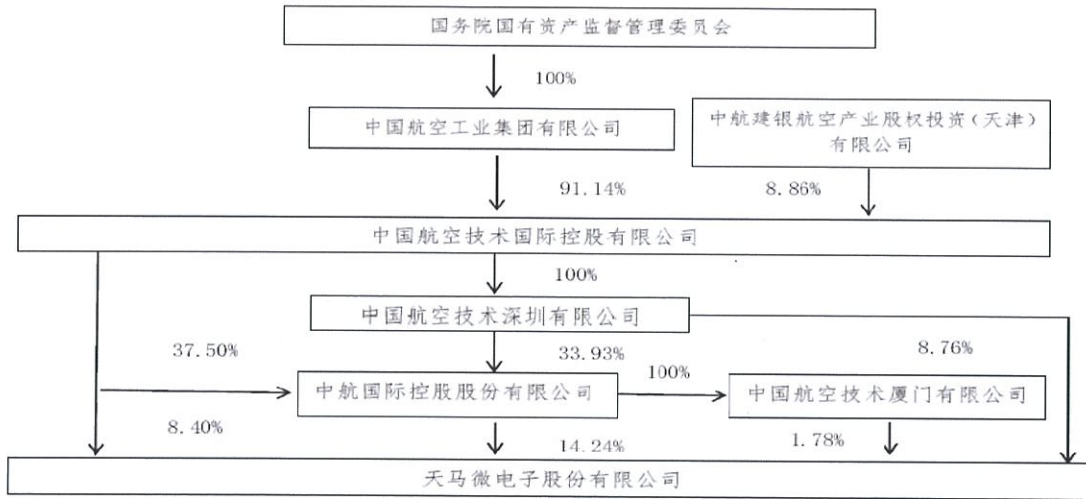 国务院国有资产监督管理委员会
100%
中国航空工业集团有限公司
中航建银航空产业股权投资（天津）
有限公司
91.14%
8.86%
中国航空技术国际控股有限公司
100%
中国航空技术深圳有限公司
37.50%
33.93%
8.76%
中航国际控股股份有限公司
100%
中国航空技术厦门有限公司
8.40%
14.24%
1.78%
天马微电子股份有限公司